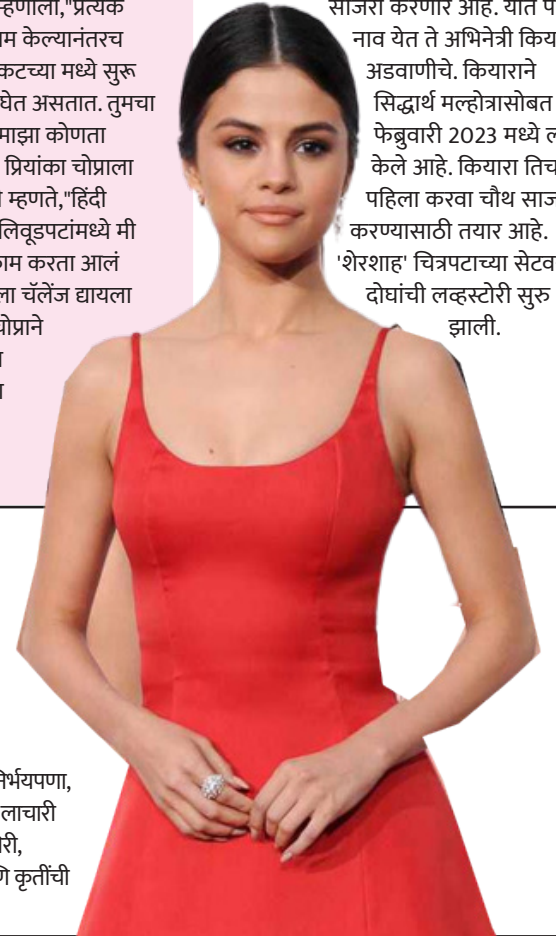 म्हणाला,"प्रत्येक
म केल्यानंतरच
कटच्या मध्ये सुरू
घेत असतात. तुमचा
माझा कोणता
प्रियांका चोप्राला
म्हणते,"हिंदी
लिवूडपटांमध्ये मी
गम करता आलं
ला चॅलेंज द्यायला
चोप्राने
साजरा करणार आहे. यात प
नाव येत ते अभिनेत्री किय
अडवाणीचे. कियाराने
सिद्धार्थ मल्होत्रासोबत
फेब्रुवारी 2023 मध्ये ल
केले आहे. कियारा तिच
पहिला करवा चौथ साज
करण्यासाठी तयार आहे.
'शेरशाह' चित्रपटाच्या सेटव
दोघांची लव्हस्टोरी सुरु
झाली.
निर्भयपणा,
लाचारी
री,
णि कृतींची